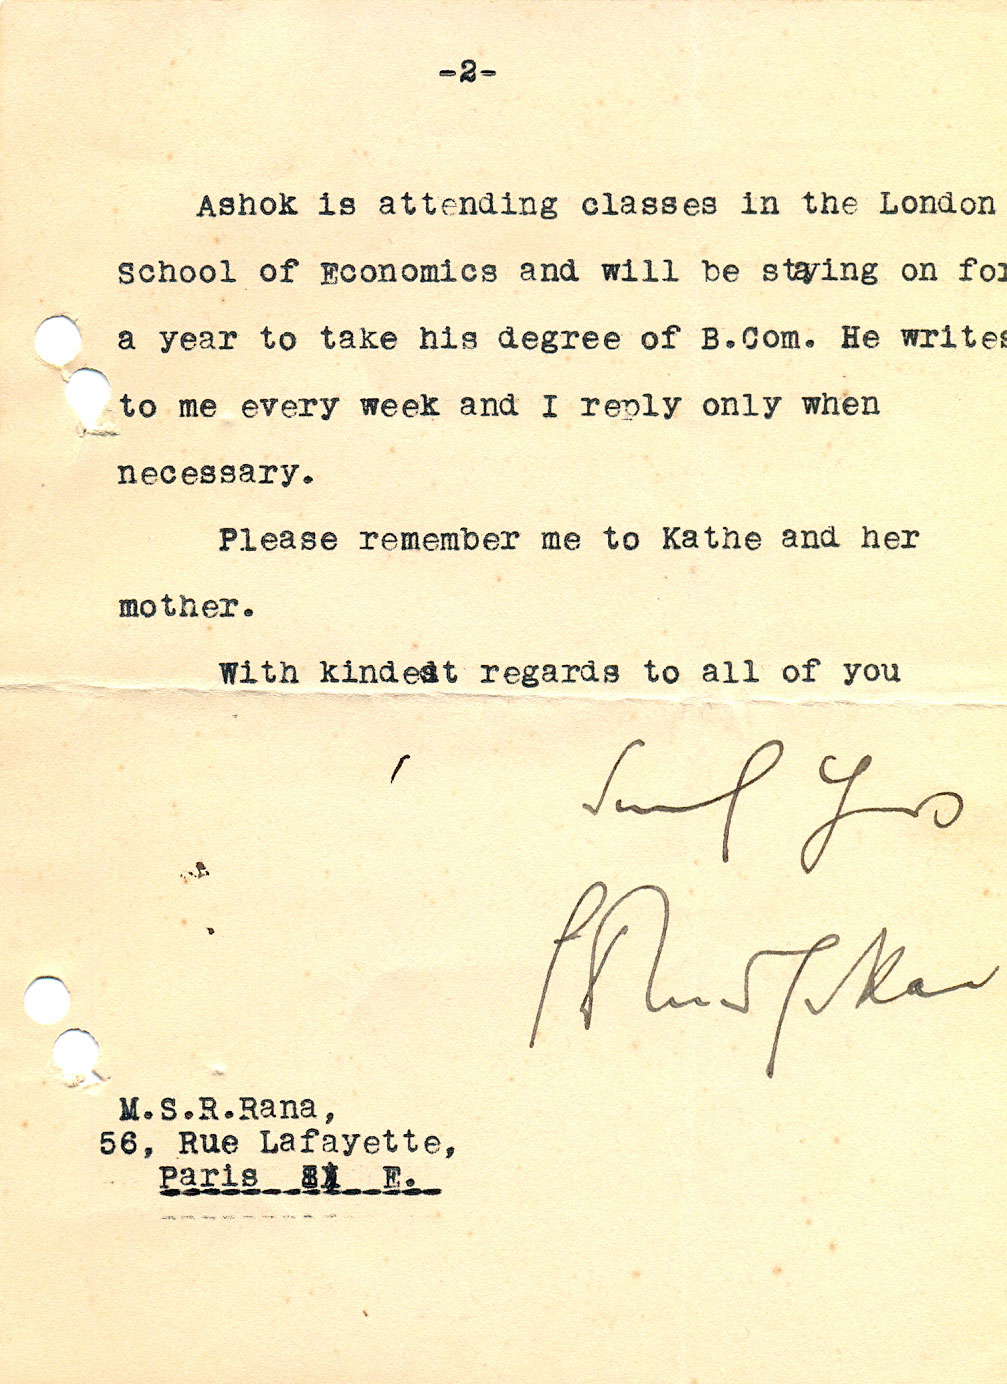 -2-
Ashok is attending classes in the London
School of Economics and will be staying on for
a year to take his degree of B.Com. He writes
to me every week and I reply only when
necessary.
Please remember me to Kathe and her
mother.
With kindest regards to all of you
Yours
M.S.R.Rana,
56, Rue Lafayette,
Paris E.